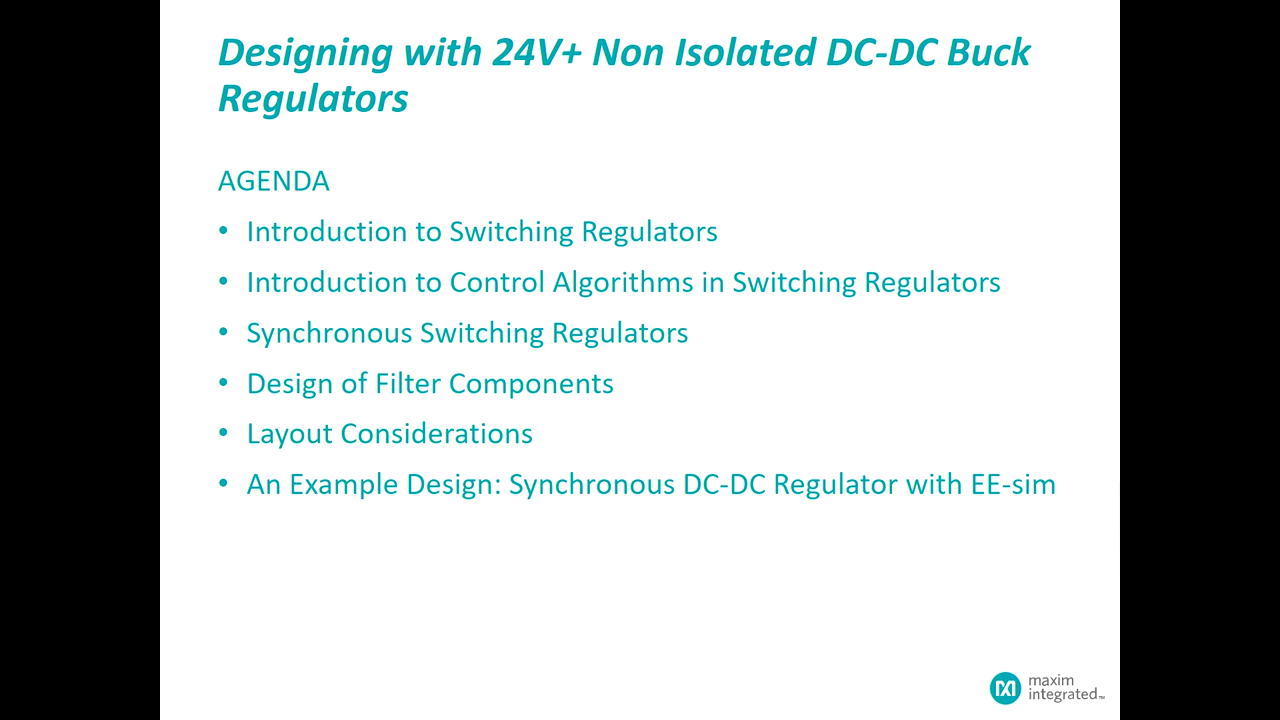 Designing with 24V+ Non Isolated DC-DC Buck
Regulators
AGENDA
• Introduction to Switching Regulators
• Introduction to Control Algorithms in Switching Regulators
• Synchronous Switching Regulators
• Design of Filter Components
• Layout Considerations
• An Example Design: Synchronous DC-DC Regulator with EE-sim
maxim
integrated™